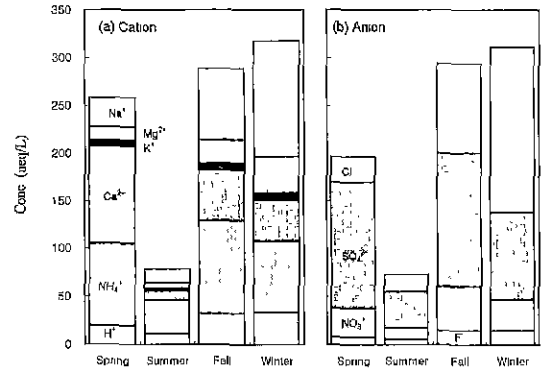 350
300
250
200
150
100
50
0
Conc (aeq/L)
(a) Cation
(b) Anion
Na⁺
Mg²⁺
K⁺
Ca²⁺
NH₄⁺
H⁺
Cl
SO₄²⁻
NO₃⁻
F
Spring Summer Fall Winter Spring Summer Fall Winter